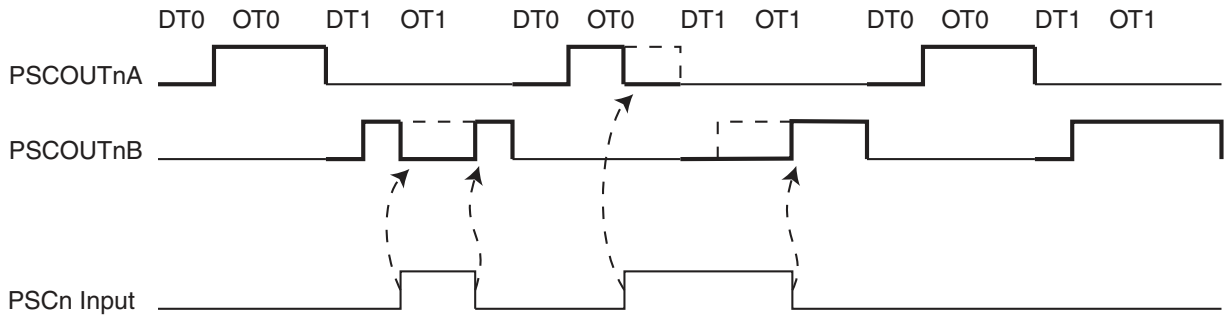 DT0 OT0 DT1 OT1 DT0 OT0 DT1 OT1 DT0 OT0 DT1 OT1
PSCOUTnA
PSCOUTnB
PSCn Input